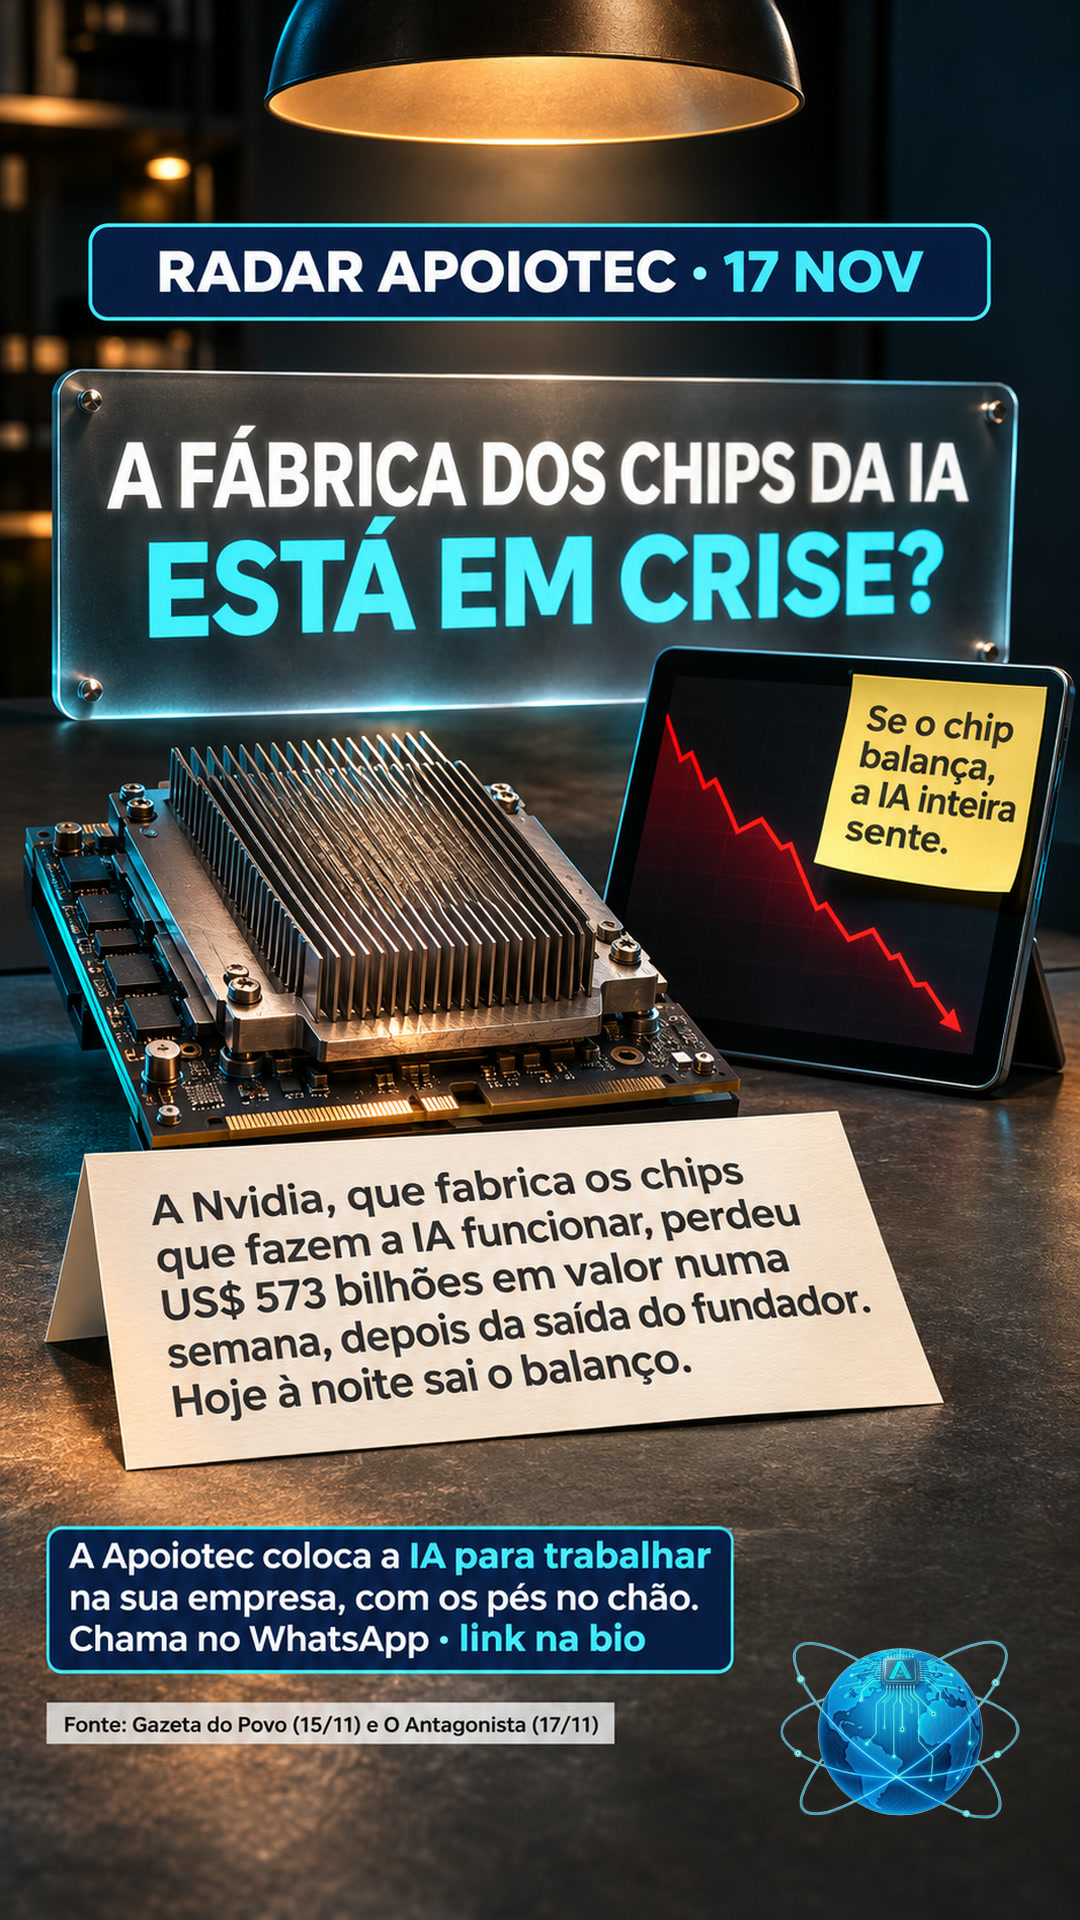 RADAR APOIOTEC • 17 NOV
A FÁBRICA DOS CHIPS DA IA
ESTÁ EM CRISE?
Se o chip
balança,
a IA inteira
sente.
A Nvidia, que fabrica os chips
que fazem a IA funcionar, perdeu
US$ 573 bilhões em valor numa
semana, depois da saída do fundador.
Hoje à noite sai o balanço.
A Apoiotec coloca a IA para trabalhar
na sua empresa, com os pés no chão.
Chama no WhatsApp • link na bio
Fonte: Gazeta do Povo (15/11) e O Antagonista (17/11)
A